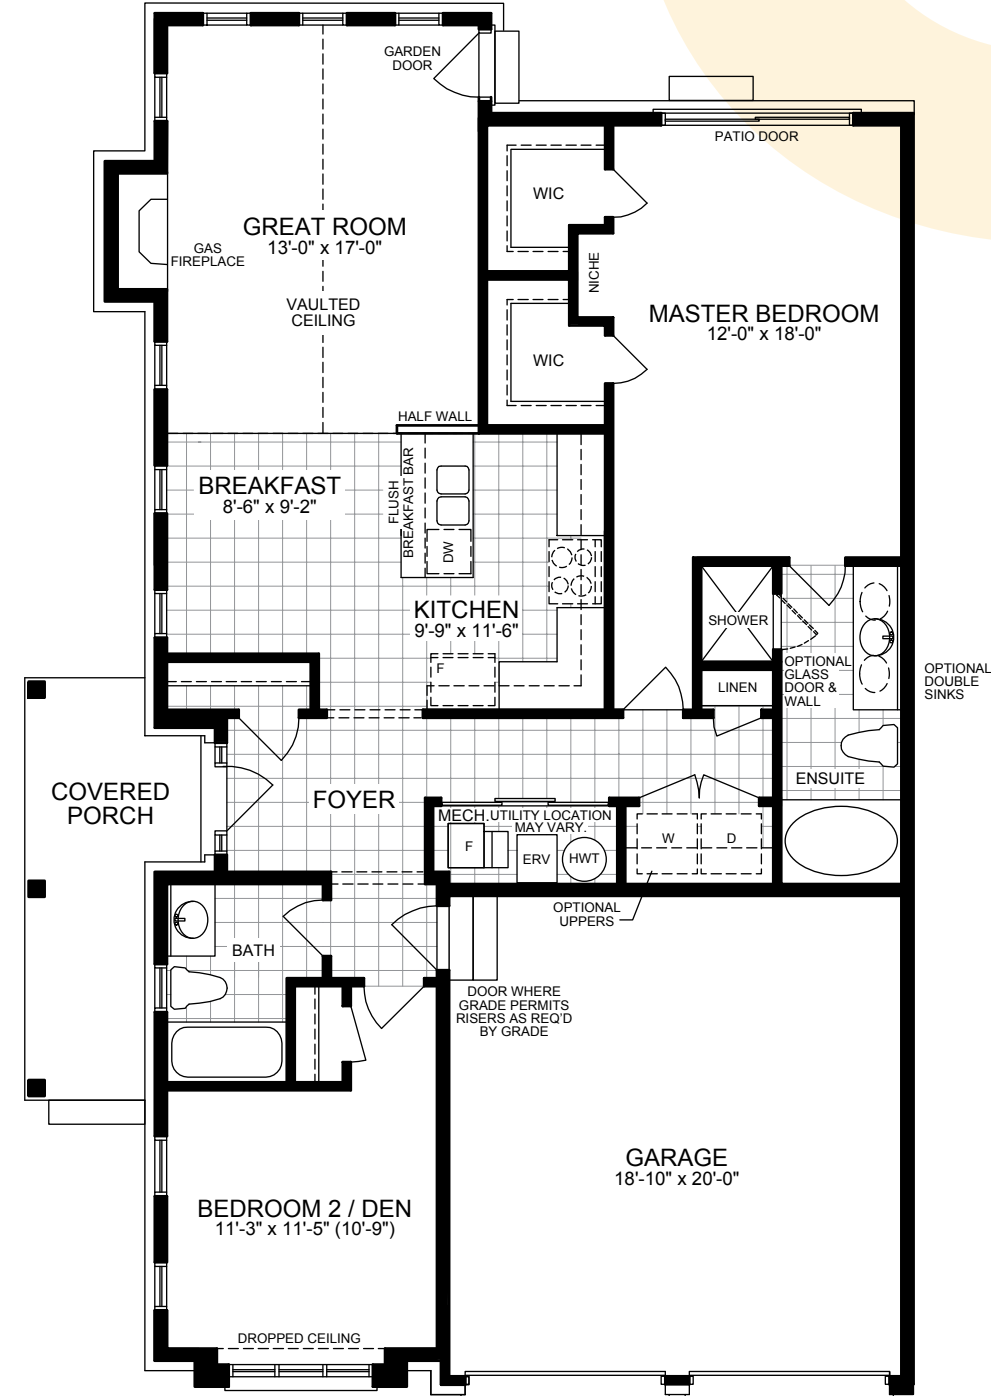 GARDEN
DOOR
PATIO DOOR
WIC
GREAT ROOM
13'-0" x 17'-0"
GAS
FIREPLACE
NICHE
VAULTED
CEILING
MASTER BEDROOM
12'-0" x 18'-0"
WIC
HALF WALL
BREAKFAST
8'-6" x 9'-2"
FLUSH
BREAKFAST BAR
DW
KITCHEN
9'-9" x 11'-6"
F
SHOWER
OPTIONAL
GLASS
DOOR &
WALL
OPTIONAL
DOUBLE
SINKS
LINEN
ENSUITE
COVERED
PORCH
FOYER
MECH.
UTILITY LOCATION
MAY VARY.
F
ERV
HWT
W
D
OPTIONAL
UPPERS
BATH
DOOR WHERE
GRADE PERMITS
RISERS AS REQ'D
BY GRADE
GARAGE
18'-10" x 20'-0"
BEDROOM 2 / DEN
11'-3" x 11'-5" (10'-9")
DROPPED CEILING